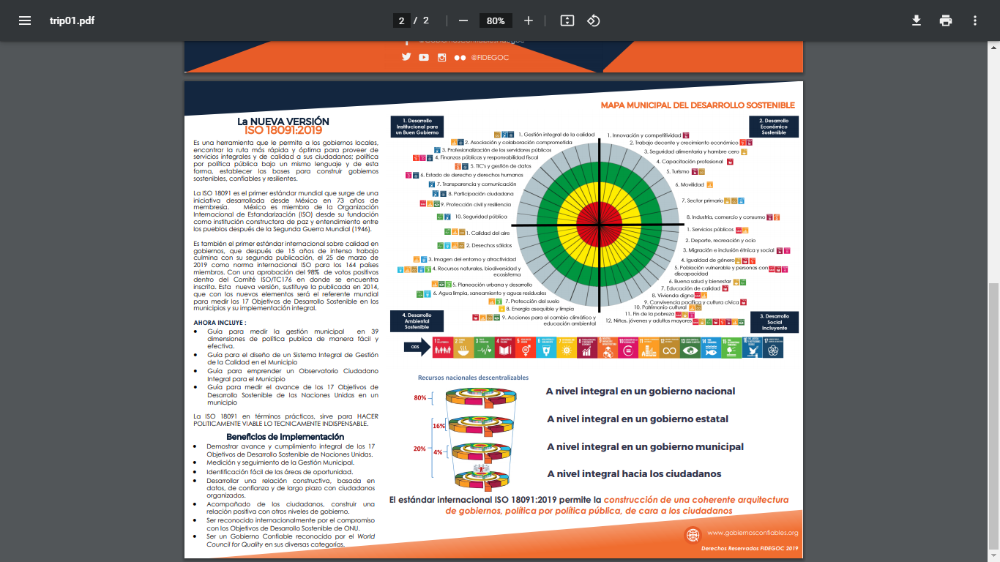 trip01.pdf
2 / 2
80%
@FIDEGOC
La NUEVA VERSIÓN
ISO 18091:2019
Es una herramienta que le permite a los gobiernos locales,
encontrar la ruta más rápida y óptima para proveer de
servicios integrales y de calidad a sus ciudadanos; política
por política pública bajo un mismo lenguaje y de esta
forma, establecer las bases para construir gobiernos
sostenibles, confiables y resilientes.
La ISO 18091 es el primer estándar mundial que surge de una
iniciativa desarrollada desde México en 73 años de
membresía. México es miembro de la Organización
Internacional de Estandarización (ISO) desde su fundación
como institución constructora de paz y entendimiento entre
los pueblos después de la Segunda Guerra Mundial (1946).
Es también el primer estándar internacional sobre calidad en
gobiernos, que después de 15 años de intenso trabajo
culmina con su segunda publicación, el 25 de marzo de
2019 como norma internacional ISO para los 164 países
miembros. Con una aprobación del 98% de votos positivos
dentro del Comité ISO/TC176 en donde se encuentra
inscrita. Esta nueva versión, sustituye la publicada en 2014,
que con los nuevos elementos será el referente mundial
para medir los 17 Objetivos de Desarrollo Sostenible en los
municipios y su implementación integral.
AHORA INCLUYE :
• Guía para medir la gestión municipal en 39
dimensiones de política publica de manera fácil y
efectiva.
• Guía para el diseño de un Sistema Integral de Gestión
de la Calidad en el Municipio
• Guía para emprender un Observatorio Ciudadano
Integral para el Municipio
• Guía para medir el avance de los 17 Objetivos de
Desarrollo Sostenible de las Naciones Unidas en un
municipio
La ISO 18091 en términos prácticos, sirve para HACER
POLITICAMENTE VIABLE LO TECNICAMENTE INDISPENSABLE.
Beneficios de implementación
• Demostrar avance y cumplimiento integral de los 17
Objetivos de Desarrollo Sostenible de Naciones Unidas.
• Medición y seguimiento de la Gestión Municipal.
• Identificación fácil de las áreas de oportunidad.
• Desarrollar una relación constructiva, basada en
datos, de confianza y de largo plazo con ciudadanos
organizados.
• Acompañado de los ciudadanos, construir una
relación positiva con otros niveles de gobierno.
• Ser reconocido internacionalmente por el compromiso
con los Objetivos de Desarrollo Sostenible de ONU.
• Ser un Gobierno Confiable reconocido por el World
Council for Quality en sus diversas categorías.
MAPA MUNICIPAL DEL DESARROLLO SOSTENIBLE
1. Desarrollo
Institucional para
un Buen Gobierno
1. Gestión integral de la calidad
2. Asociación y colaboración comprometida
3. Profesionalización de los servidores públicos
4. Finanzas públicas y responsabilidad fiscal
5. TIC's y gestión de datos
6. Estado de derecho y derechos humanos
7. Transparencia y comunicación
8. Participación ciudadana
9. Protección civil y resiliencia
10. Seguridad pública
2. Desarrollo
Económico
Sostenible
1. Innovación y competitividad
2. Trabajo decente y crecimiento económico
3. Seguridad alimentaria y hambre cero
4. Capacitación profesional
5. Turismo
6. Movilidad
7. Sector primario
8. Industria, comercio y consumo
1. Calidad del aire
2. Desechos sólidos
3. Imagen del entorno y atractividad
4. Recursos naturales, biodiversidad y
ecosistema
5. Planeación urbana y desarrollo
6. Agua limpia, saneamiento y aguas residuales
7. Protección del suelo
8. Energía asequible y limpia
9. Acciones para el cambio climático y
educación ambiental
4. Desarrollo
Ambiental
Sostenible
1. Servicios públicos
2. Deporte, recreación y ocio
3. Migración e inclusión étnica y social
4. Igualdad de género
5. Población vulnerable y personas con
discapacidad
6. Buena salud y bienestar
7. Educación de calidad
8. Vivienda digna
9. Convivencia pacífica y cultura cívica
10. Patrimonio cultural
11. Fin de la pobreza
12. Niños, jóvenes y adultos mayores
3. Desarrollo
Social
Incluyente
ODS
1 2 3 4 5 6 7 8 9 10 11 12 13 14 15 16 17
Recursos nacionales descentralizables
80%
16%
20%
4%
A nivel integral en un gobierno nacional
A nivel integral en un gobierno estatal
A nivel integral en un gobierno municipal
A nivel integral hacia los ciudadanos
El estándar internacional ISO 18091:2019 permite la construcción de una coherente arquitectura
de gobiernos, política por política pública, de cara a los ciudadanos
www.gobiernosconfiables.org
Derechos Reservados FIDEGOC 2019